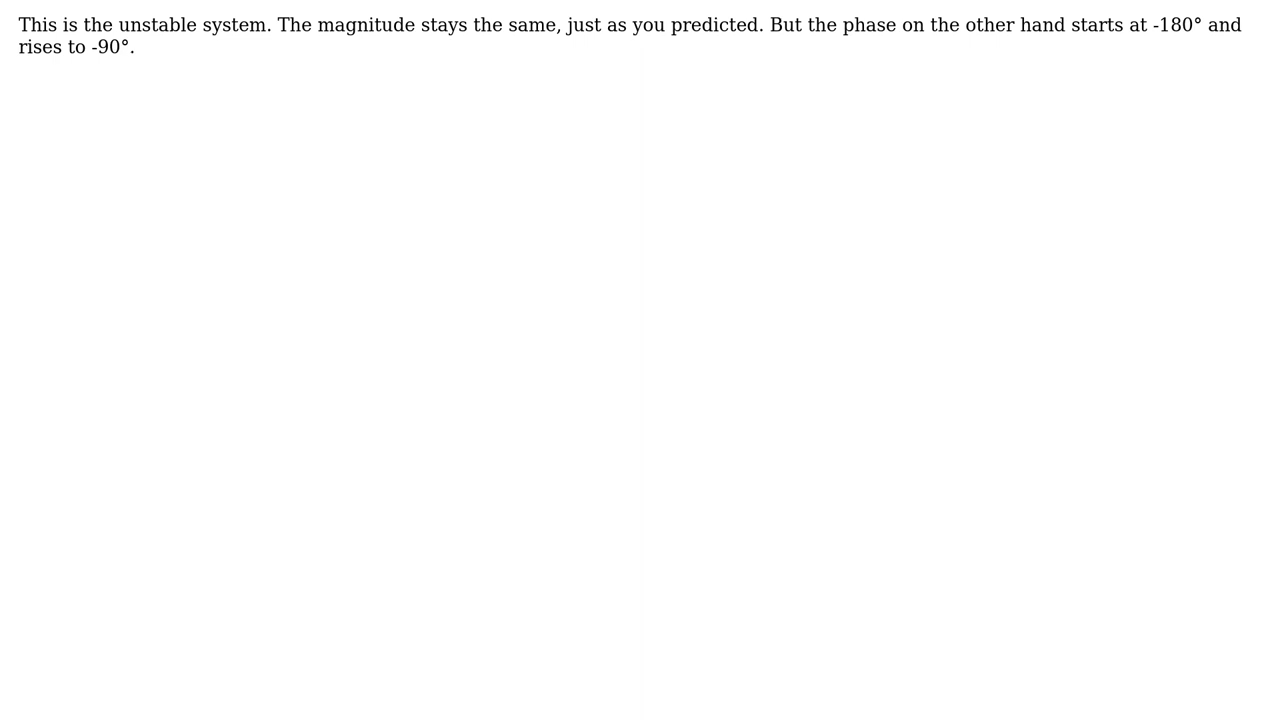 This is the unstable system. The magnitude stays the same, just as you predicted. But the phase on the other hand starts at -180° and
rises to -90°.